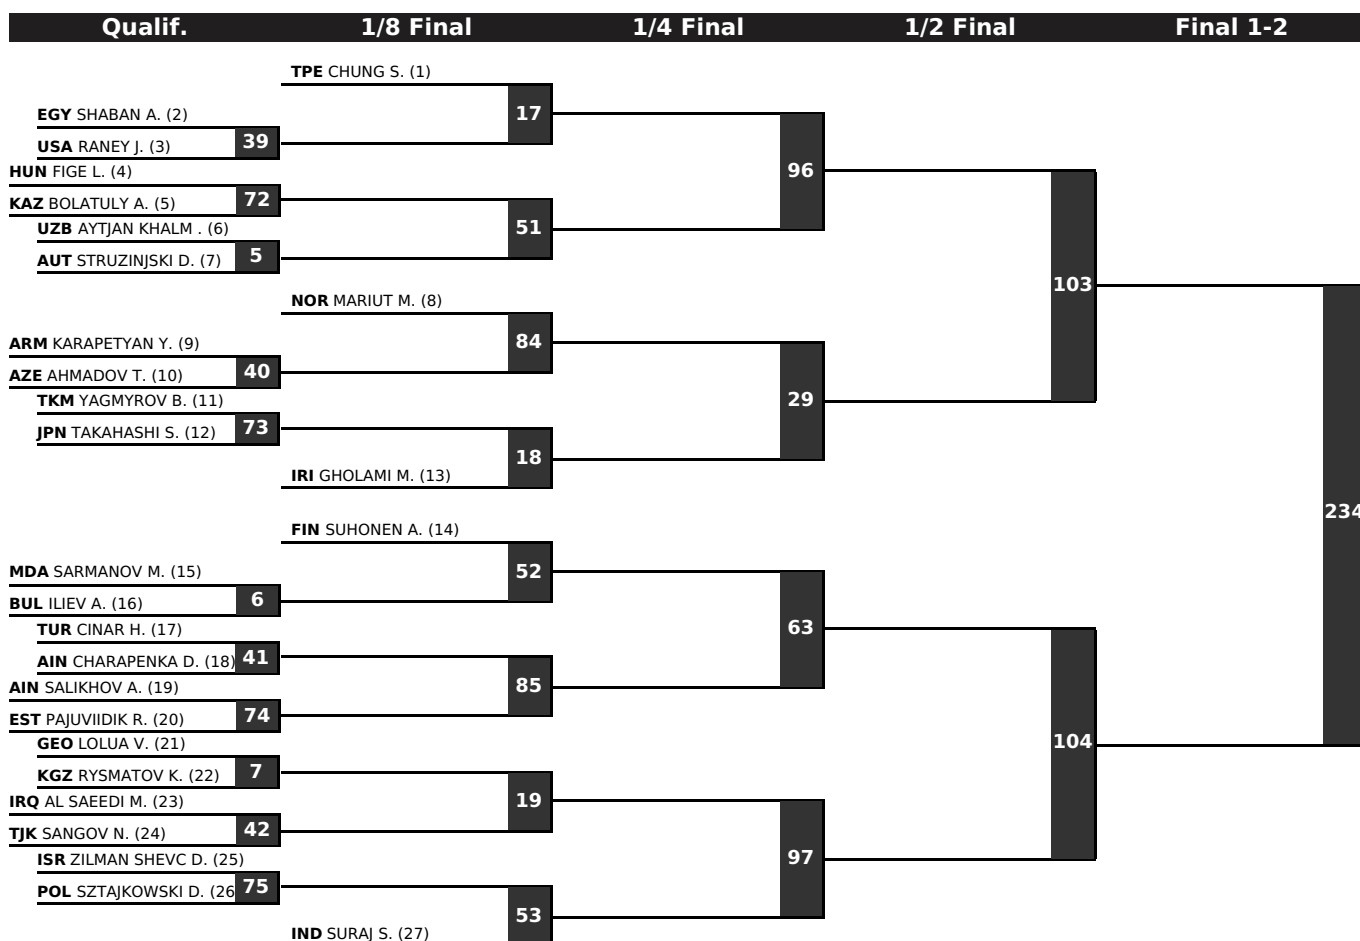 Qualif. 1/8 Final 1/4 Final 1/2 Final Final 1-2
TPE CHUNG S. (1)
17
EGY SHABAN A. (2)
USA RANEY J. (3) 39
HUN FIGE L. (4)
96
KAZ BOLATULY A. (5) 72
UZB AYTJAN KHALM . (6)
51
AUT STRUZINJSKI D. (7) 5
103
NOR MARIUT M. (8)
ARM KARAPETYAN Y. (9)
84
AZE AHMADOV T. (10) 40
TKM YAGMYROV B. (11)
29
JPN TAKAHASHI S. (12) 73
18
IRI GHOLAMI M. (13)
234
FIN SUHONEN A. (14)
MDA SARMANOV M. (15)
52
BUL ILIEV A. (16) 6
TUR CINAR H. (17)
63
AIN CHARAPENKA D. (18) 41
AIN SALIKHOV A. (19)
85
EST PAJUVIIDIK R. (20) 74
GEO LOLUA V. (21)
104
KGZ RYSMATOV K. (22) 7
IRQ AL SAEEDI M. (23)
19
TJK SANGOV N. (24) 42
ISR ZILMAN SHEVC D. (25)
97
POL SZTAJKOWSKI D. (26 75
53
IND SURAJ S. (27)